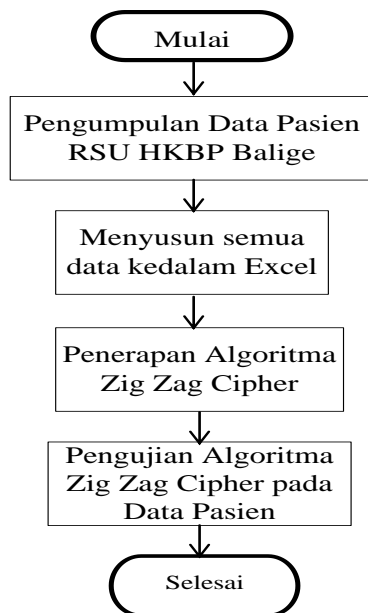 Mulai
Pengumpulan Data Pasien
RSU HKBP Balige
Menyusun semua
data kedalam Excel
Penerapan Algoritma
Zig Zag Cipher
Pengujian Algoritma
Zig Zag Cipher pada
Data Pasien
Selesai